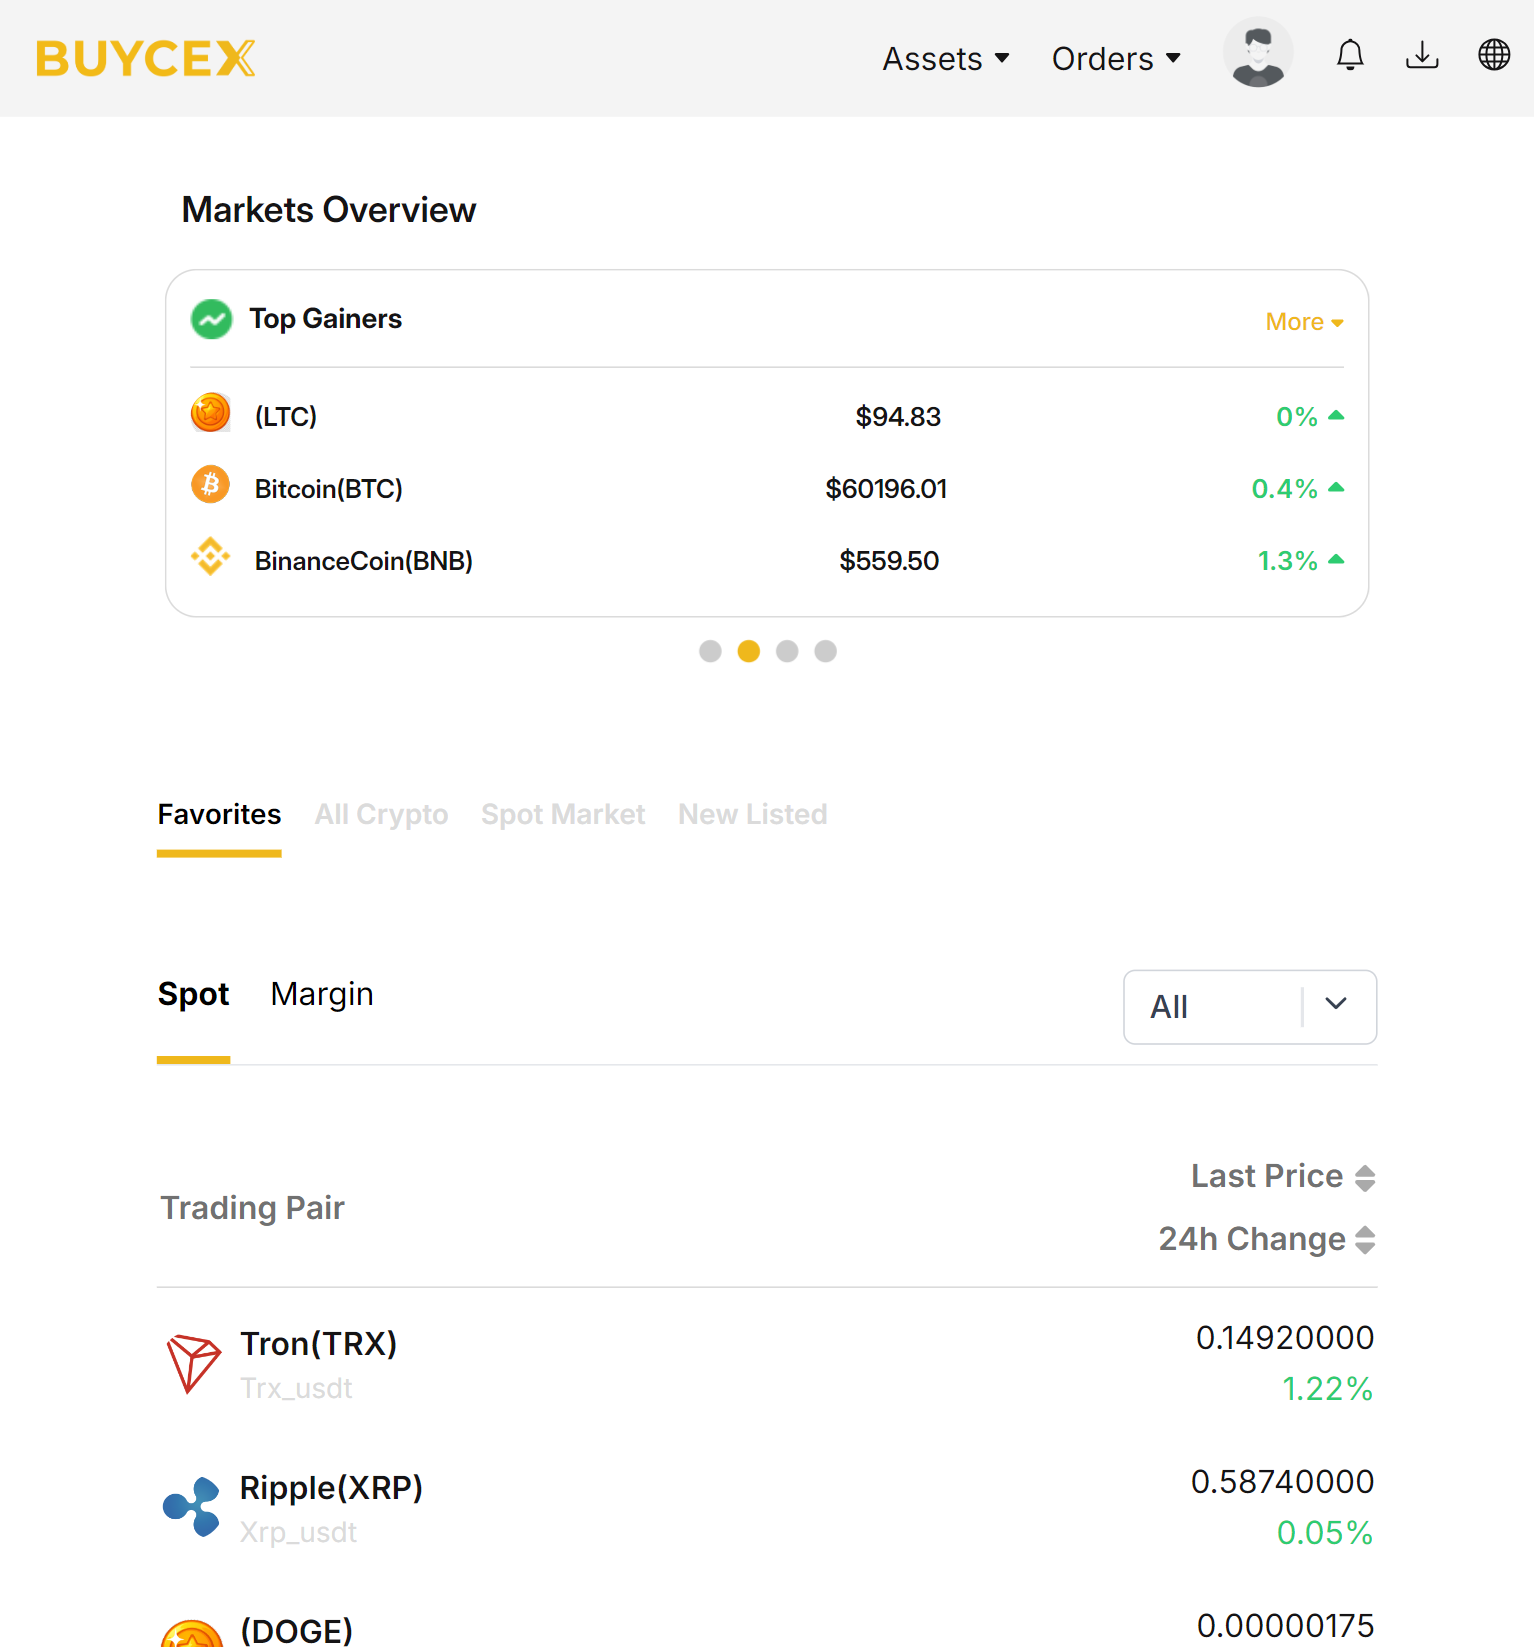 BUYCEX
Assets Orders
Markets Overview
Top Gainers More
(LTC) $94.83 0%
Bitcoin(BTC) $60196.01 0.4%
BinanceCoin(BNB) $559.50 1.3%
Favorites All Crypto Spot Market New Listed
Spot Margin All
Last Price
Trading Pair
24h Change
Tron(TRX) 0.14920000
Trx_usdt 1.22%
Ripple(XRP) 0.58740000
Xrp_usdt 0.05%
(DOGE) 0.00000175